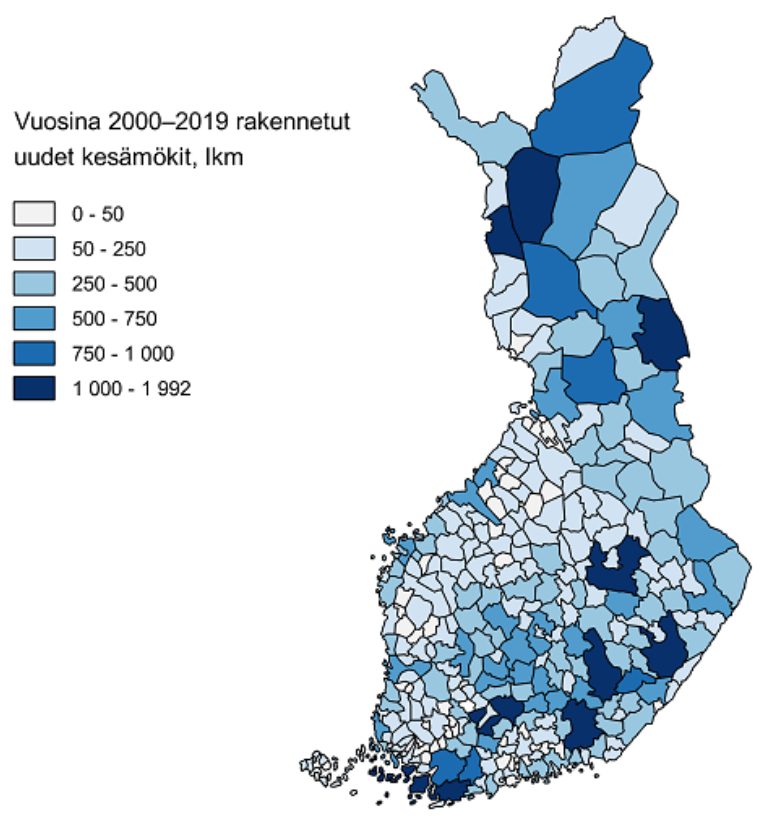 Vuosina 2000–2019 rakennetut
uudet kesämökit, lkm
0 - 50
50 - 250
250 - 500
500 - 750
750 - 1 000
1 000 - 1 992